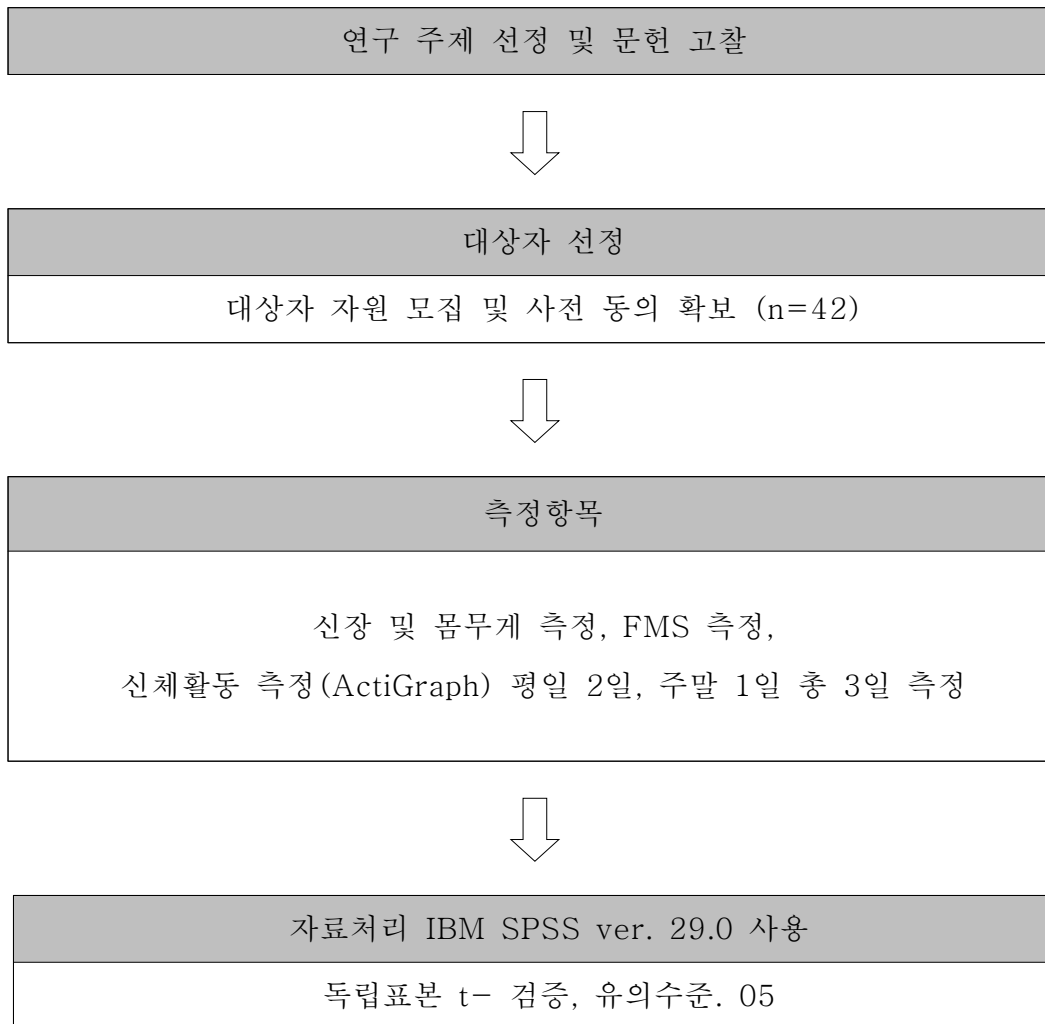 연구 주제 선정 및 문헌 고찰
대상자 선정
대상자 자원 모집 및 사전 동의 확보 (n=42)
측정항목
신장 및 몸무게 측정, FMS 측정,
신체활동 측정(ActiGraph) 평일 2일, 주말 1일 총 3일 측정
자료처리 IBM SPSS ver. 29.0 사용
독립표본 t- 검증, 유의수준. 05